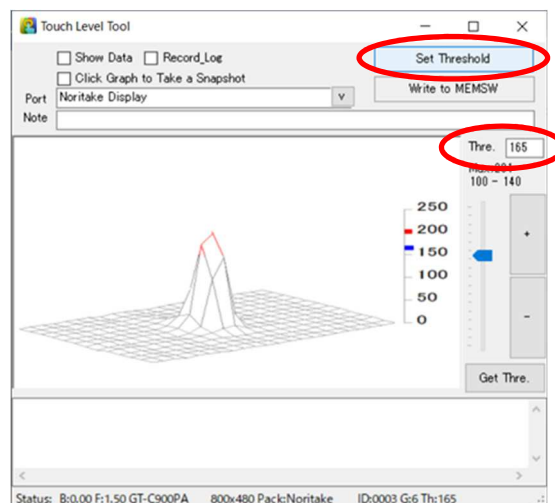 Touch Level Tool
Show Data Record_Log
Set Threshold
Click Graph to Take a Snapshot
Write to MEMSW
Port Noritake Display v
Note
Thre. 165
100 - 140
250
200
150
100
50
0
+
-
Get Thre.
Status: B:0.00 F:1.50 GT-C900PA 800x480 Pack:Noritake ID:0003 G:6 Th:165